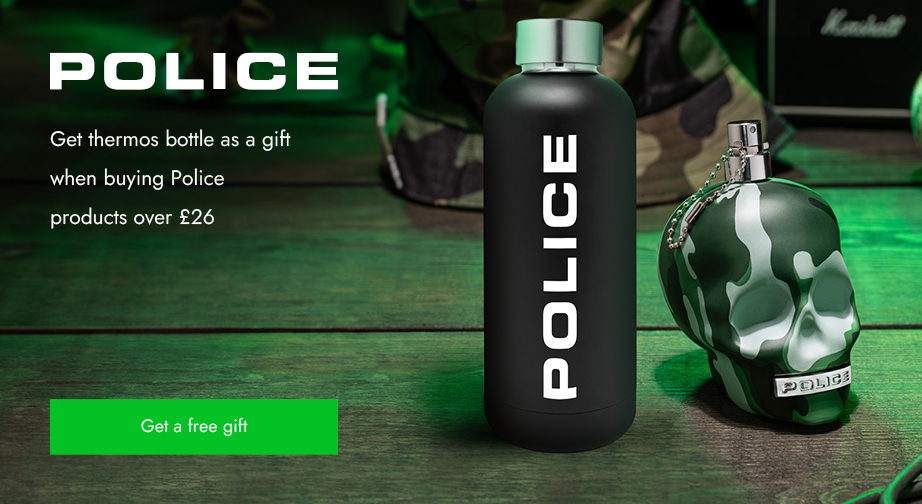 POLICE
Get thermos bottle as a gift
when buying Police
products over £26
Get a free gift
POLICE
POLICE